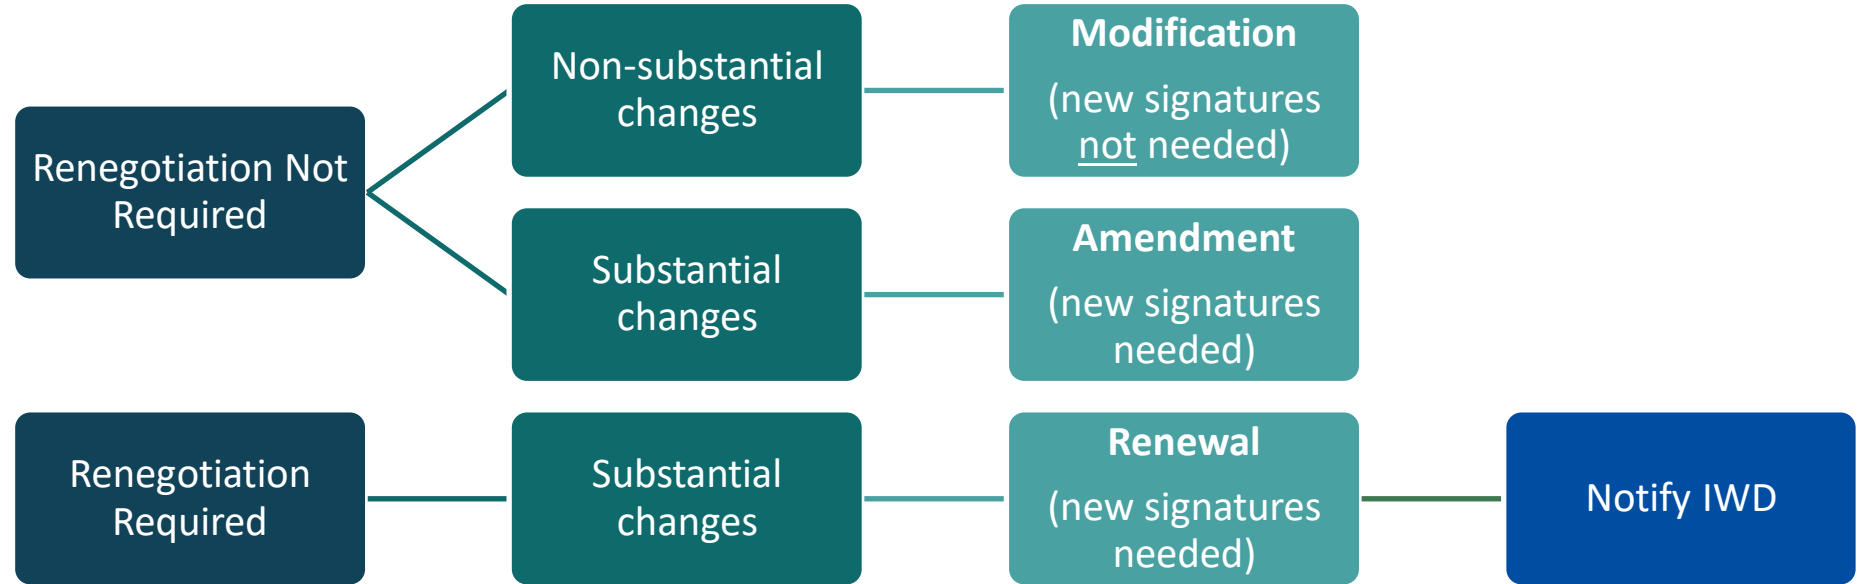 Renegotiation Not
Required
Non-substantial
changes
Modification
(new signatures
not needed)
Substantial
changes
Amendment
(new signatures
needed)
Renegotiation
Required
Substantial
changes
Renewal
(new signatures
needed)
Notify IWD